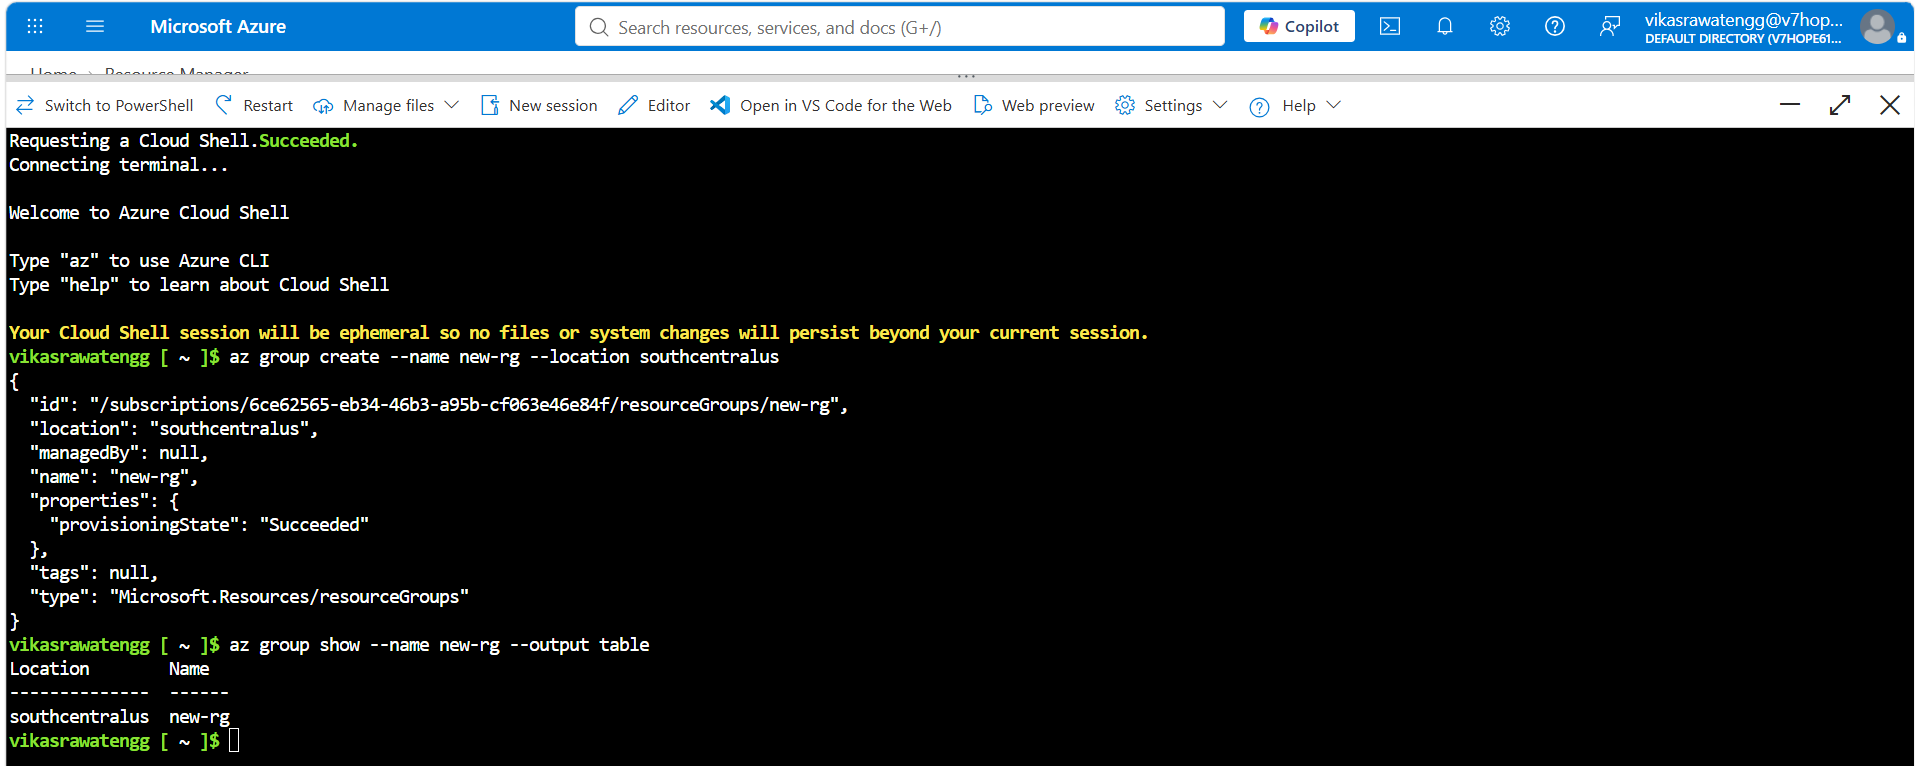 Microsoft Azure
Search resources, services, and docs (G+/)
Copilot
vikasrawatengg@v7hop...
DEFAULT DIRECTORY (V7HOPE61...
Home > Resource Manager
Switch to PowerShell
Restart
Manage files
New session
Editor
Open in VS Code for the Web
Web preview
Settings
Help
Requesting a Cloud Shell.Succeeded.
Connecting terminal...
Welcome to Azure Cloud Shell
Type "az" to use Azure CLI
Type "help" to learn about Cloud Shell
Your Cloud Shell session will be ephemeral so no files or system changes will persist beyond your current session.
vikasrawatengg [ ~ ]$ az group create --name new-rg --location southcentralus
{
  "id": "/subscriptions/6ce62565-eb34-46b3-a95b-cf063e46e84f/resourceGroups/new-rg",
  "location": "southcentralus",
  "managedBy": null,
  "name": "new-rg",
  "properties": {
    "provisioningState": "Succeeded"
  },
  "tags": null,
  "type": "Microsoft.Resources/resourceGroups"
}
vikasrawatengg [ ~ ]$ az group show --name new-rg --output table
Location        Name
--------------  ------
southcentralus  new-rg
vikasrawatengg [ ~ ]$